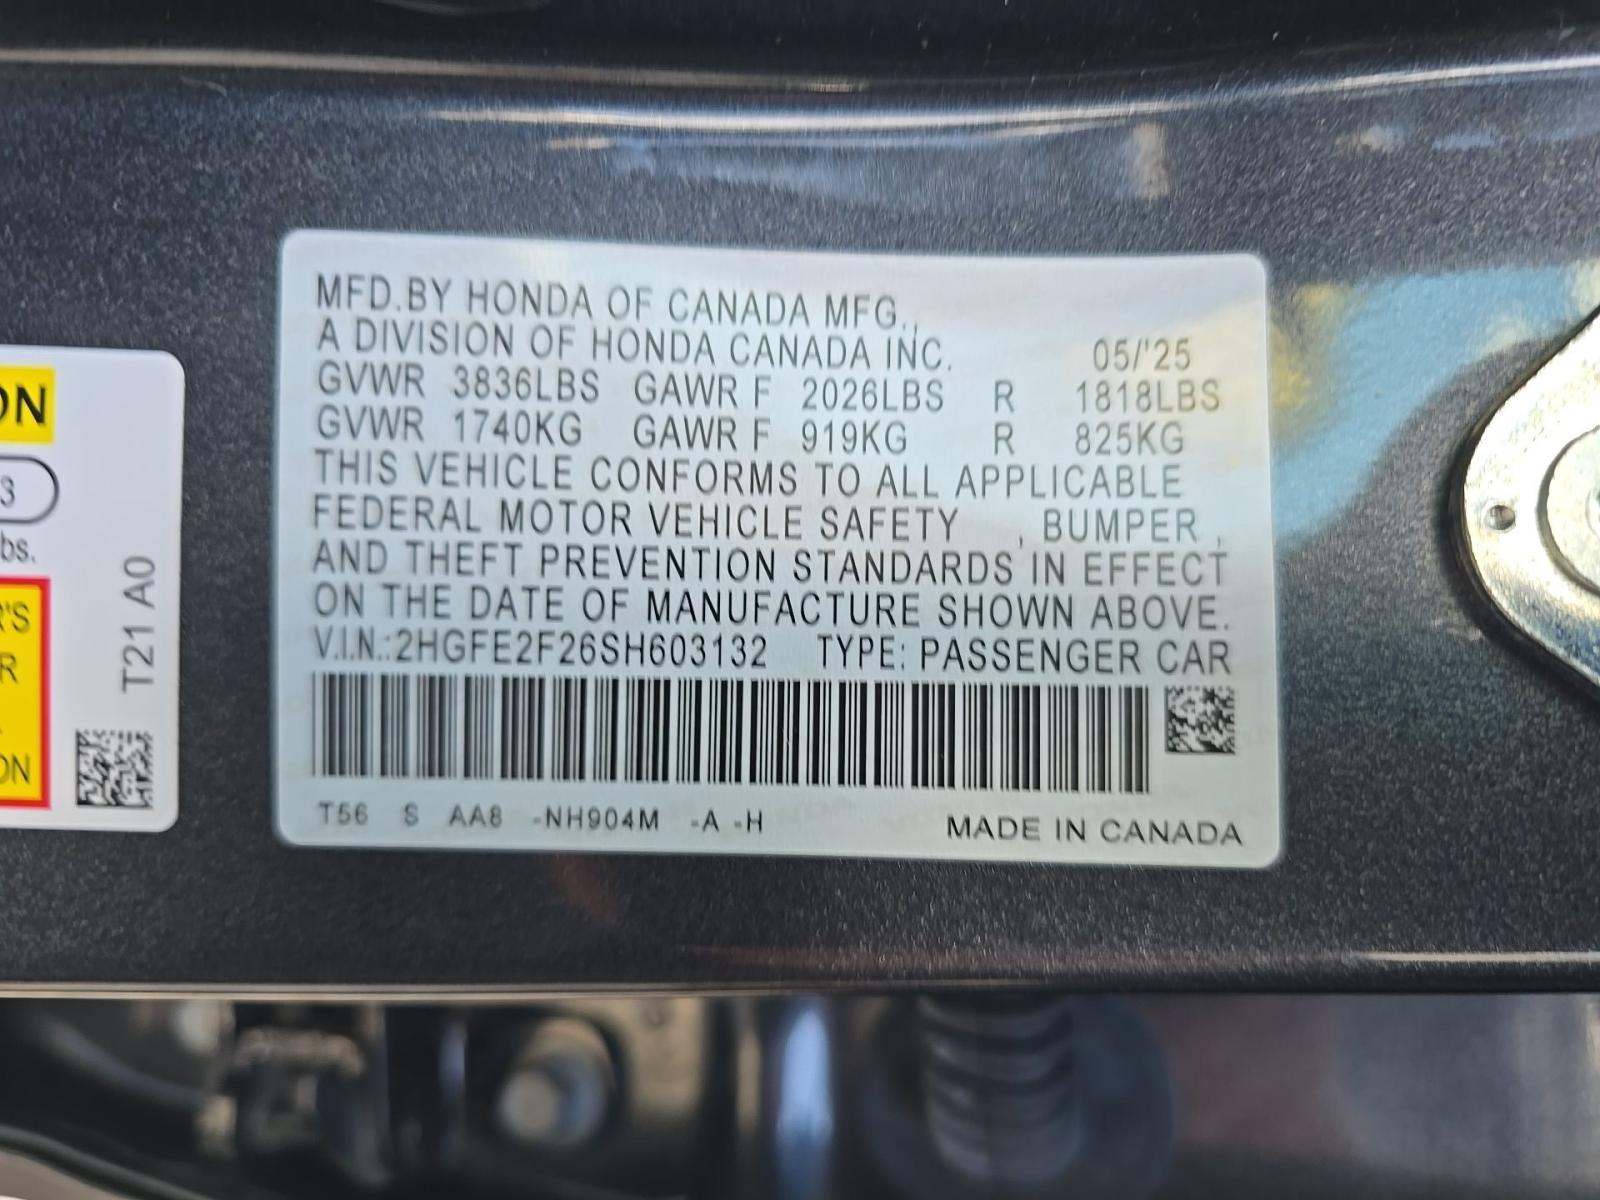 MFD. BY HONDA OF CANADA MFG.,
A DIVISION OF HONDA CANADA INC. 05/'25
GVWR 3836LBS GAWR F 2026LBS R 1818LBS
GVWR 1740KG GAWR F 919KG R 825KG
THIS VEHICLE CONFORMS TO ALL APPLICABLE
FEDERAL MOTOR VEHICLE SAFETY , BUMPER ,
AND THEFT PREVENTION STANDARDS IN EFFECT
ON THE DATE OF MANUFACTURE SHOWN ABOVE.
V.I.N.:2HGFE2F26SH603132 TYPE: PASSENGER CAR
T56 S AA8 -NH904M -A -H MADE IN CANADA
ON
3
bs.
R'S
R
ON
T21 A0